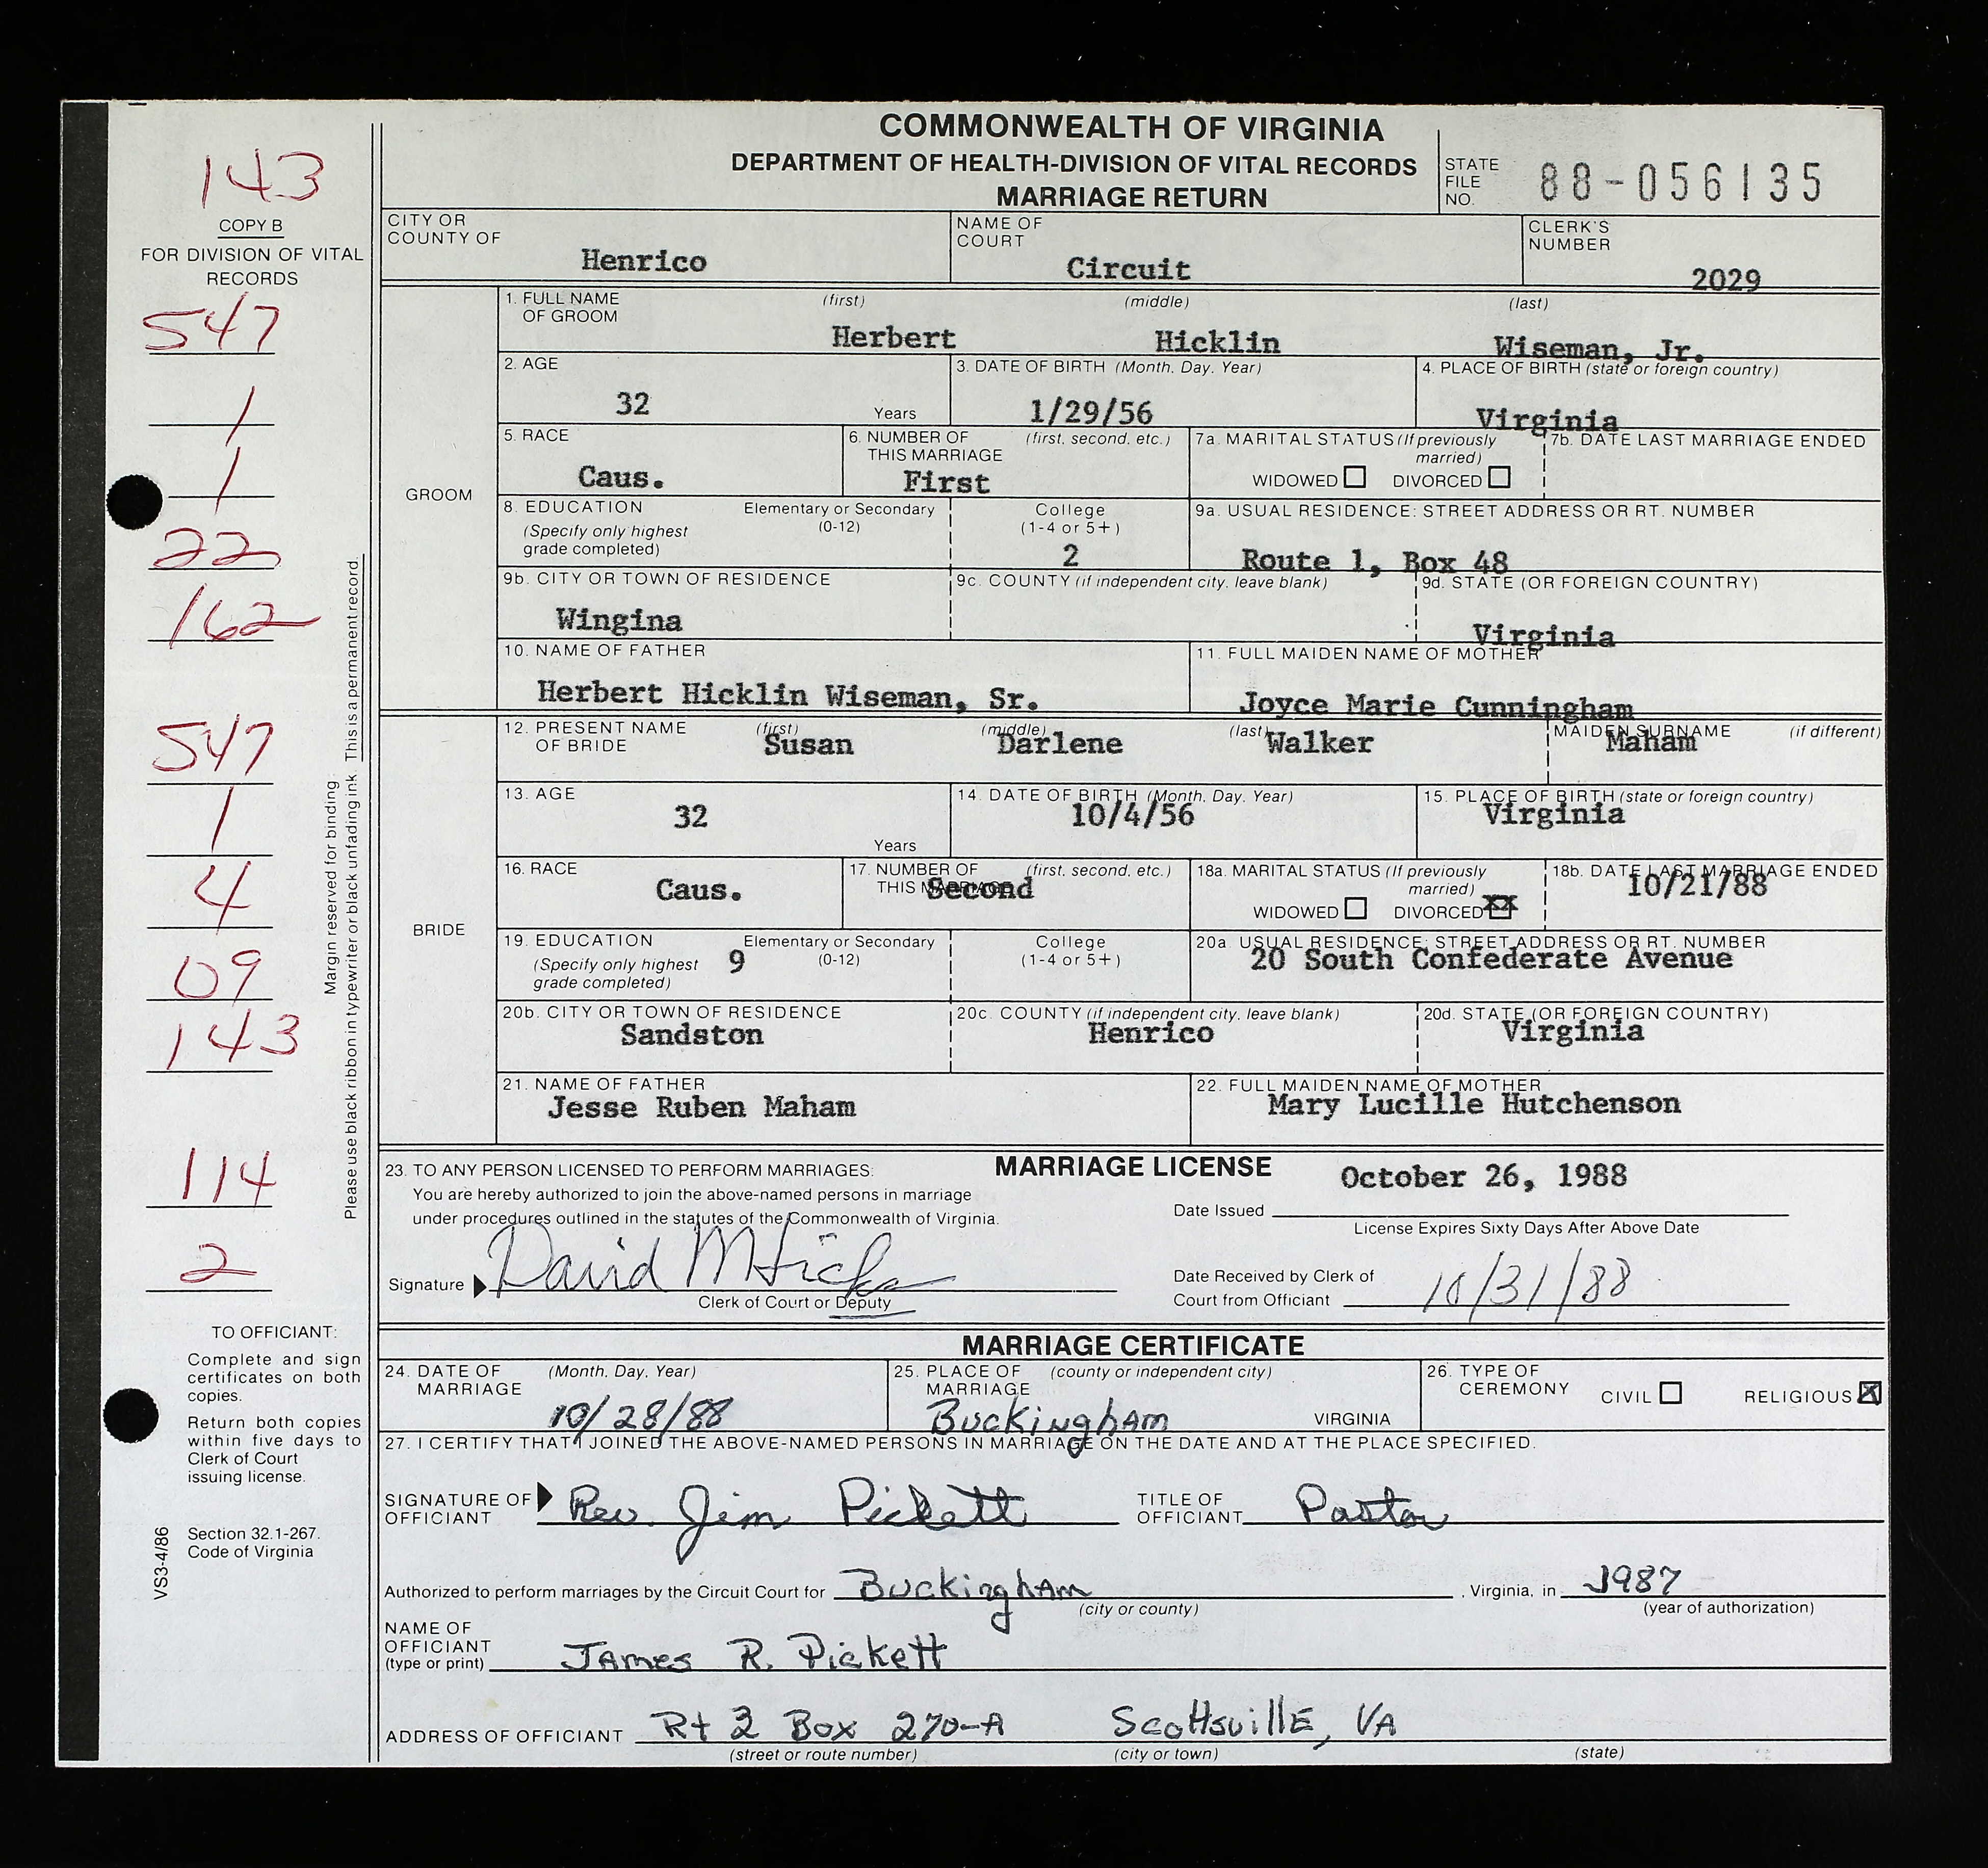 COMMONWEALTH OF VIRGINIA
DEPARTMENT OF HEALTH-DIVISION OF VITAL RECORDS
MARRIAGE RETURN
STATE FILE NO. 88-056135
143
COPY B
FOR DIVISION OF VITAL
RECORDS
547
1
1
22
162
547
1
4
09
143
114
2
Margin reserved for binding.
Please use black ribbon in typewriter or black unfading ink. This is a permanent record.
TO OFFICIANT:
Complete and sign
certificates on both
copies.
Return both copies
within five days to
Clerk of Court
issuing license.
Section 32.1-267.
Code of Virginia
VS3-4/86
CITY OR COUNTY OF Henrico
NAME OF COURT Circuit
CLERK'S NUMBER 2029
GROOM
1. FULL NAME OF GROOM (first) Herbert (middle) Hicklin (last) Wiseman, Jr.
2. AGE 32 Years
3. DATE OF BIRTH (Month, Day, Year) 1/29/56
4. PLACE OF BIRTH (state or foreign country) Virginia
5. RACE Caus.
6. NUMBER OF THIS MARRIAGE (first, second, etc.) First
7a. MARITAL STATUS (If previously married) WIDOWED DIVORCED
7b. DATE LAST MARRIAGE ENDED
8. EDUCATION (Specify only highest grade completed) Elementary or Secondary (0-12) College (1-4 or 5+) 2
9a. USUAL RESIDENCE: STREET ADDRESS OR RT. NUMBER Route 1, Box 48
9b. CITY OR TOWN OF RESIDENCE Wingina
9c. COUNTY (if independent city, leave blank)
9d. STATE (OR FOREIGN COUNTRY) Virginia
10. NAME OF FATHER Herbert Hicklin Wiseman, Sr.
11. FULL MAIDEN NAME OF MOTHER Joyce Marie Cunningham
BRIDE
12. PRESENT NAME OF BRIDE (first) Susan (middle) Darlene (last) Walker MAIDEN SURNAME (if different) Maham
13. AGE 32 Years
14. DATE OF BIRTH (Month, Day, Year) 10/4/56
15. PLACE OF BIRTH (state or foreign country) Virginia
16. RACE Caus.
17. NUMBER OF THIS MARRIAGE (first, second, etc.) Second
18a. MARITAL STATUS (If previously married) WIDOWED DIVORCED XX
18b. DATE LAST MARRIAGE ENDED 10/21/88
19. EDUCATION (Specify only highest grade completed) 9 Elementary or Secondary (0-12) College (1-4 or 5+)
20a. USUAL RESIDENCE: STREET ADDRESS OR RT. NUMBER 20 South Confederate Avenue
20b. CITY OR TOWN OF RESIDENCE Sandston
20c. COUNTY (if independent city, leave blank) Henrico
20d. STATE (OR FOREIGN COUNTRY) Virginia
21. NAME OF FATHER Jesse Ruben Maham
22. FULL MAIDEN NAME OF MOTHER Mary Lucille Hutchenson
23. TO ANY PERSON LICENSED TO PERFORM MARRIAGES: MARRIAGE LICENSE
You are hereby authorized to join the above-named persons in marriage
under procedures outlined in the statutes of the Commonwealth of Virginia.
Date Issued October 26, 1988
License Expires Sixty Days After Above Date
Signature David M
Clerk of Court or Deputy
Date Received by Clerk of
Court from Officiant 10/31/88
MARRIAGE CERTIFICATE
24. DATE OF MARRIAGE (Month, Day, Year) 10/28/88
25. PLACE OF MARRIAGE (county or independent city) Buckingham VIRGINIA
26. TYPE OF CEREMONY CIVIL RELIGIOUS X
27. I CERTIFY THAT I JOINED THE ABOVE-NAMED PERSONS IN MARRIAGE ON THE DATE AND AT THE PLACE SPECIFIED.
SIGNATURE OF OFFICIANT Rev. Jim Pickett TITLE OF OFFICIANT Pastor
Authorized to perform marriages by the Circuit Court for Buckingham , Virginia, in 1987
(city or county) (year of authorization)
NAME OF OFFICIANT (type or print) James R. Pickett
ADDRESS OF OFFICIANT Rt 2 Box 270-A Scottsville, VA
(street or route number) (city or town) (state)